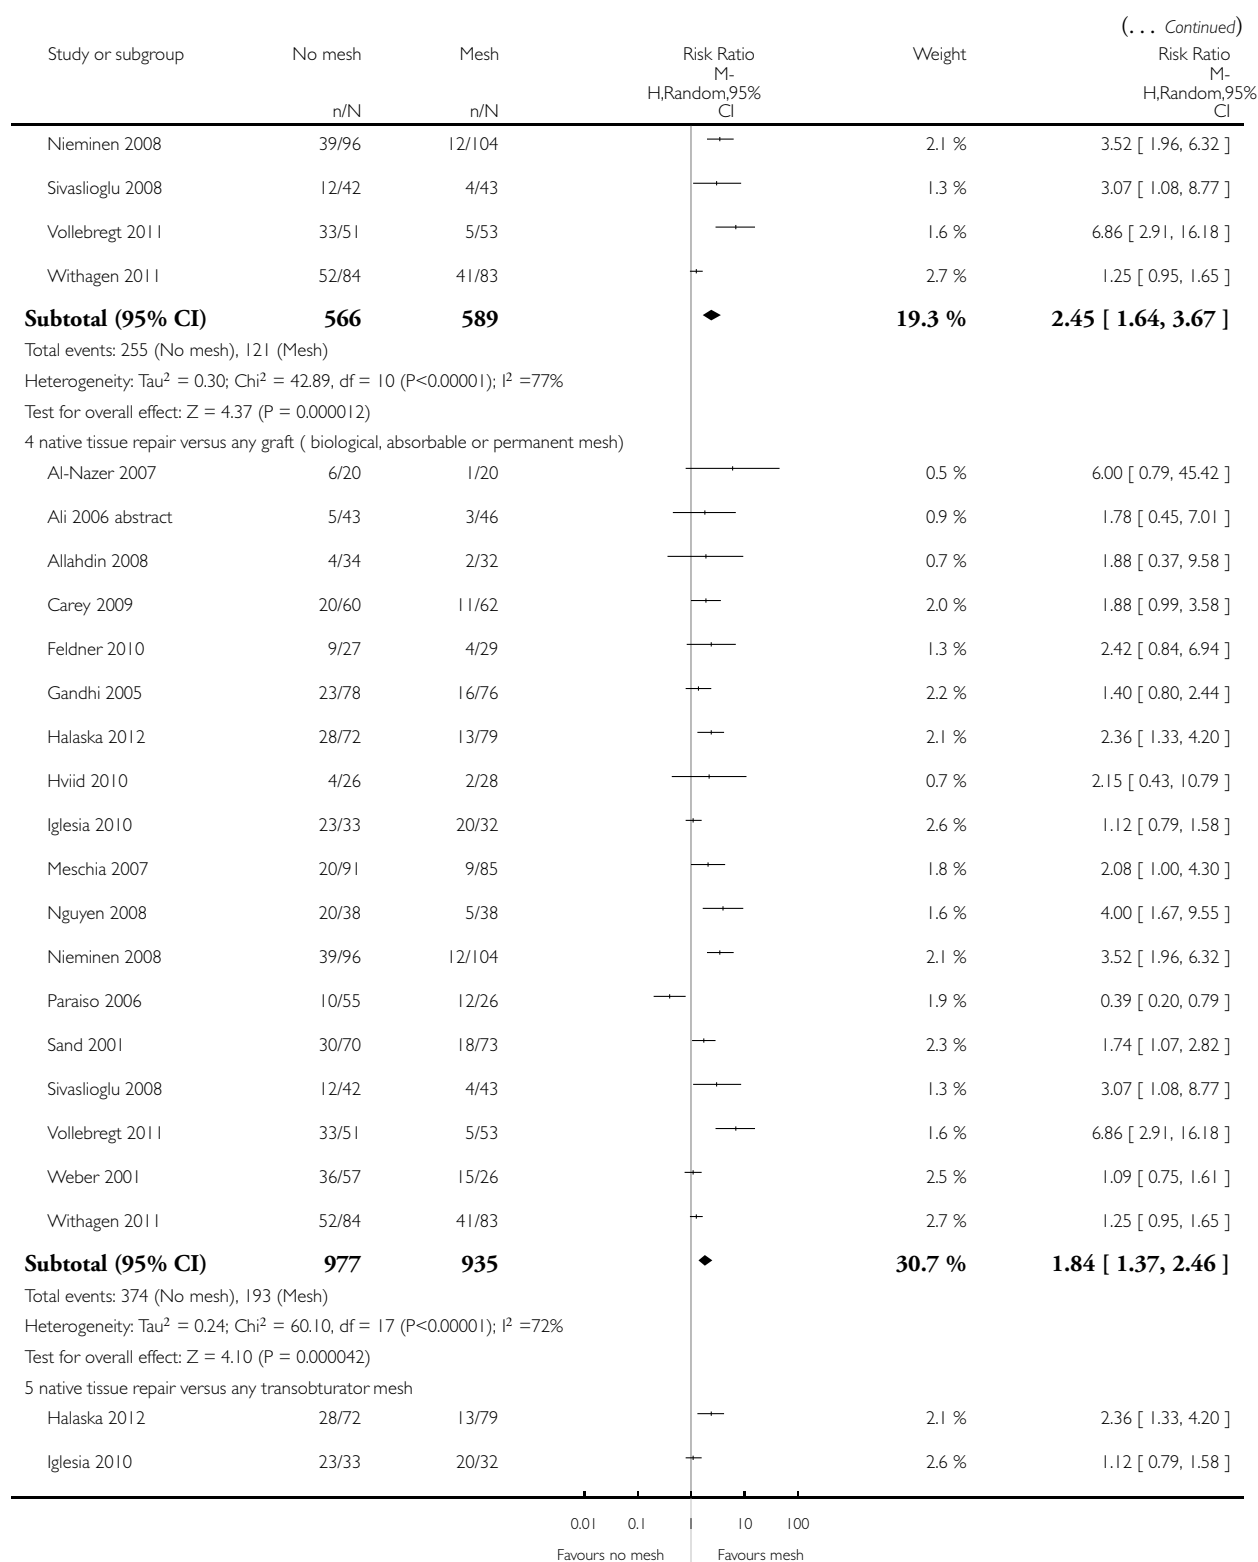 (... Continued)
Study or subgroup No mesh Mesh Risk Ratio Weight Risk Ratio
M- M-
H,Random,95% H,Random,95%
n/N n/N CI CI
Nieminen 2008 39/96 12/104 2.1 % 3.52 [ 1.96, 6.32 ]
Sivaslioglu 2008 12/42 4/43 1.3 % 3.07 [ 1.08, 8.77 ]
Vollebregt 2011 33/51 5/53 1.6 % 6.86 [ 2.91, 16.18 ]
Withagen 2011 52/84 41/83 2.7 % 1.25 [ 0.95, 1.65 ]
Subtotal (95% CI) 566 589 19.3 % 2.45 [ 1.64, 3.67 ]
Total events: 255 (No mesh), 121 (Mesh)
Heterogeneity: Tau² = 0.30; Chi² = 42.89, df = 10 (P<0.00001); I² =77%
Test for overall effect: Z = 4.37 (P = 0.000012)
4 native tissue repair versus any graft ( biological, absorbable or permanent mesh)
Al-Nazer 2007 6/20 1/20 0.5 % 6.00 [ 0.79, 45.42 ]
Ali 2006 abstract 5/43 3/46 0.9 % 1.78 [ 0.45, 7.01 ]
Allahdin 2008 4/34 2/32 0.7 % 1.88 [ 0.37, 9.58 ]
Carey 2009 20/60 11/62 2.0 % 1.88 [ 0.99, 3.58 ]
Feldner 2010 9/27 4/29 1.3 % 2.42 [ 0.84, 6.94 ]
Gandhi 2005 23/78 16/76 2.2 % 1.40 [ 0.80, 2.44 ]
Halaska 2012 28/72 13/79 2.1 % 2.36 [ 1.33, 4.20 ]
Hviid 2010 4/26 2/28 0.7 % 2.15 [ 0.43, 10.79 ]
Iglesia 2010 23/33 20/32 2.6 % 1.12 [ 0.79, 1.58 ]
Meschia 2007 20/91 9/85 1.8 % 2.08 [ 1.00, 4.30 ]
Nguyen 2008 20/38 5/38 1.6 % 4.00 [ 1.67, 9.55 ]
Nieminen 2008 39/96 12/104 2.1 % 3.52 [ 1.96, 6.32 ]
Paraiso 2006 10/55 12/26 1.9 % 0.39 [ 0.20, 0.79 ]
Sand 2001 30/70 18/73 2.3 % 1.74 [ 1.07, 2.82 ]
Sivaslioglu 2008 12/42 4/43 1.3 % 3.07 [ 1.08, 8.77 ]
Vollebregt 2011 33/51 5/53 1.6 % 6.86 [ 2.91, 16.18 ]
Weber 2001 36/57 15/26 2.5 % 1.09 [ 0.75, 1.61 ]
Withagen 2011 52/84 41/83 2.7 % 1.25 [ 0.95, 1.65 ]
Subtotal (95% CI) 977 935 30.7 % 1.84 [ 1.37, 2.46 ]
Total events: 374 (No mesh), 193 (Mesh)
Heterogeneity: Tau² = 0.24; Chi² = 60.10, df = 17 (P<0.00001); I² =72%
Test for overall effect: Z = 4.10 (P = 0.000042)
5 native tissue repair versus any transobturator mesh
Halaska 2012 28/72 13/79 2.1 % 2.36 [ 1.33, 4.20 ]
Iglesia 2010 23/33 20/32 2.6 % 1.12 [ 0.79, 1.58 ]
0.01 0.1 1 10 100
Favours no mesh Favours mesh